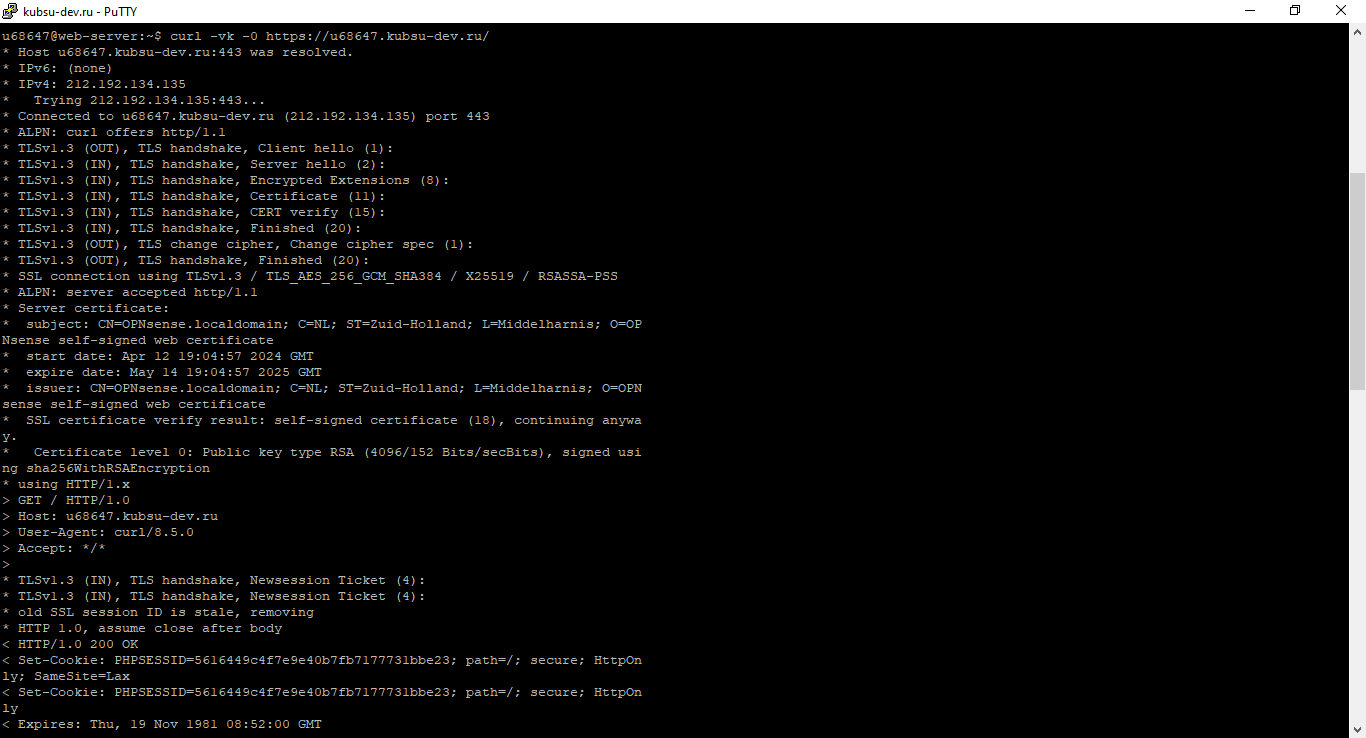 kubsu-dev.ru - PuTTY
u68647@web-server:~$ curl -vk -0 https://u68647.kubsu-dev.ru/
* Host u68647.kubsu-dev.ru:443 was resolved.
* IPv6: (none)
* IPv4: 212.192.134.135
*   Trying 212.192.134.135:443...
* Connected to u68647.kubsu-dev.ru (212.192.134.135) port 443
* ALPN: curl offers http/1.1
* TLSv1.3 (OUT), TLS handshake, Client hello (1):
* TLSv1.3 (IN), TLS handshake, Server hello (2):
* TLSv1.3 (IN), TLS handshake, Encrypted Extensions (8):
* TLSv1.3 (IN), TLS handshake, Certificate (11):
* TLSv1.3 (IN), TLS handshake, CERT verify (15):
* TLSv1.3 (IN), TLS handshake, Finished (20):
* TLSv1.3 (OUT), TLS change cipher, Change cipher spec (1):
* TLSv1.3 (OUT), TLS handshake, Finished (20):
* SSL connection using TLSv1.3 / TLS_AES_256_GCM_SHA384 / X25519 / RSASSA-PSS
* ALPN: server accepted http/1.1
* Server certificate:
*  subject: CN=OPNsense.localdomain; C=NL; ST=Zuid-Holland; L=Middelharnis; O=OP
Nsense self-signed web certificate
*  start date: Apr 12 19:04:57 2024 GMT
*  expire date: May 14 19:04:57 2025 GMT
*  issuer: CN=OPNsense.localdomain; C=NL; ST=Zuid-Holland; L=Middelharnis; O=OPN
sense self-signed web certificate
*  SSL certificate verify result: self-signed certificate (18), continuing anywa
y.
*   Certificate level 0: Public key type RSA (4096/152 Bits/secBits), signed usi
ng sha256WithRSAEncryption
* using HTTP/1.x
> GET / HTTP/1.0
> Host: u68647.kubsu-dev.ru
> User-Agent: curl/8.5.0
> Accept: */*
>
* TLSv1.3 (IN), TLS handshake, Newsession Ticket (4):
* TLSv1.3 (IN), TLS handshake, Newsession Ticket (4):
* old SSL session ID is stale, removing
* HTTP 1.0, assume close after body
< HTTP/1.0 200 OK
< Set-Cookie: PHPSESSID=5616449c4f7e9e40b7fb7177731bbe23; path=/; secure; HttpOn
ly; SameSite=Lax
< Set-Cookie: PHPSESSID=5616449c4f7e9e40b7fb7177731bbe23; path=/; secure; HttpOn
ly
< Expires: Thu, 19 Nov 1981 08:52:00 GMT